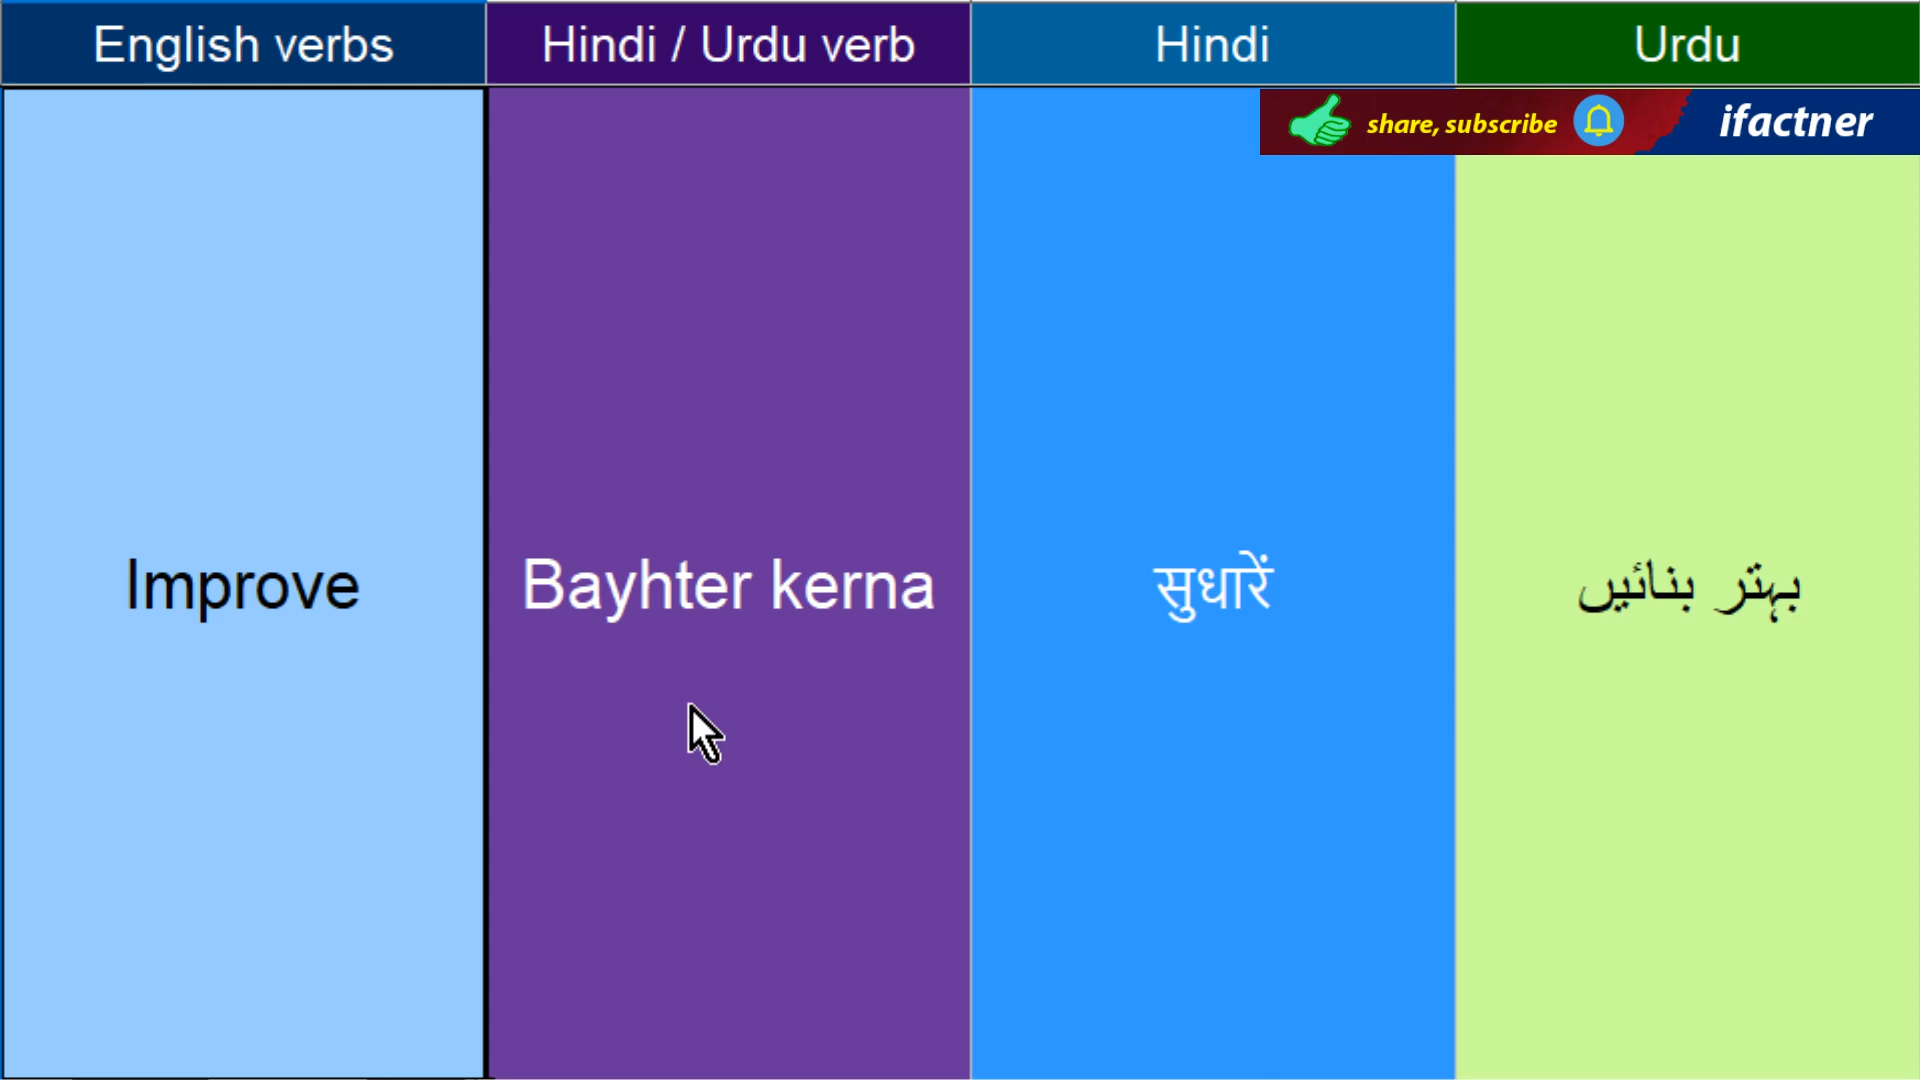 English verbs
Hindi / Urdu verb
Hindi
Urdu
share, subscribe
ifactner
Improve
Bayhter kerna
सुधारें
بہتر بنائیں